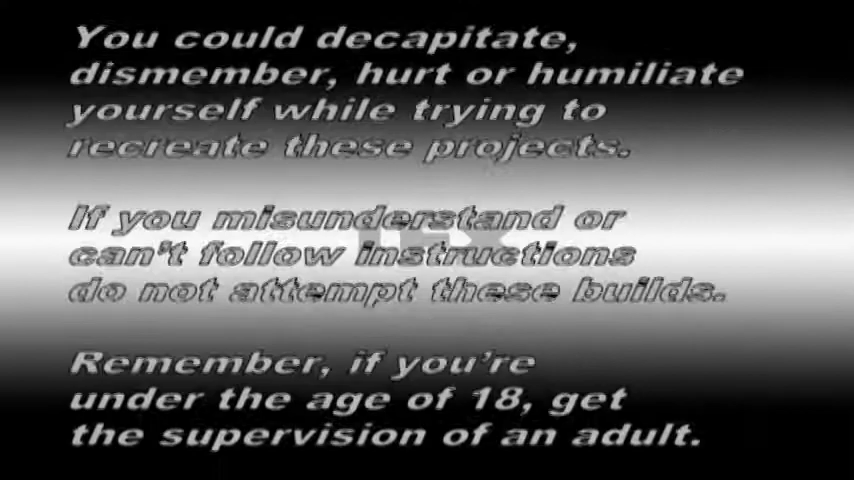 You could decapitate,
dismember, hurt or humiliate
yourself while trying to
recreate these projects.
If you misunderstand or
can't follow instructions
do not attempt these builds.
Remember, if you're
under the age of 18, get
the supervision of an adult.